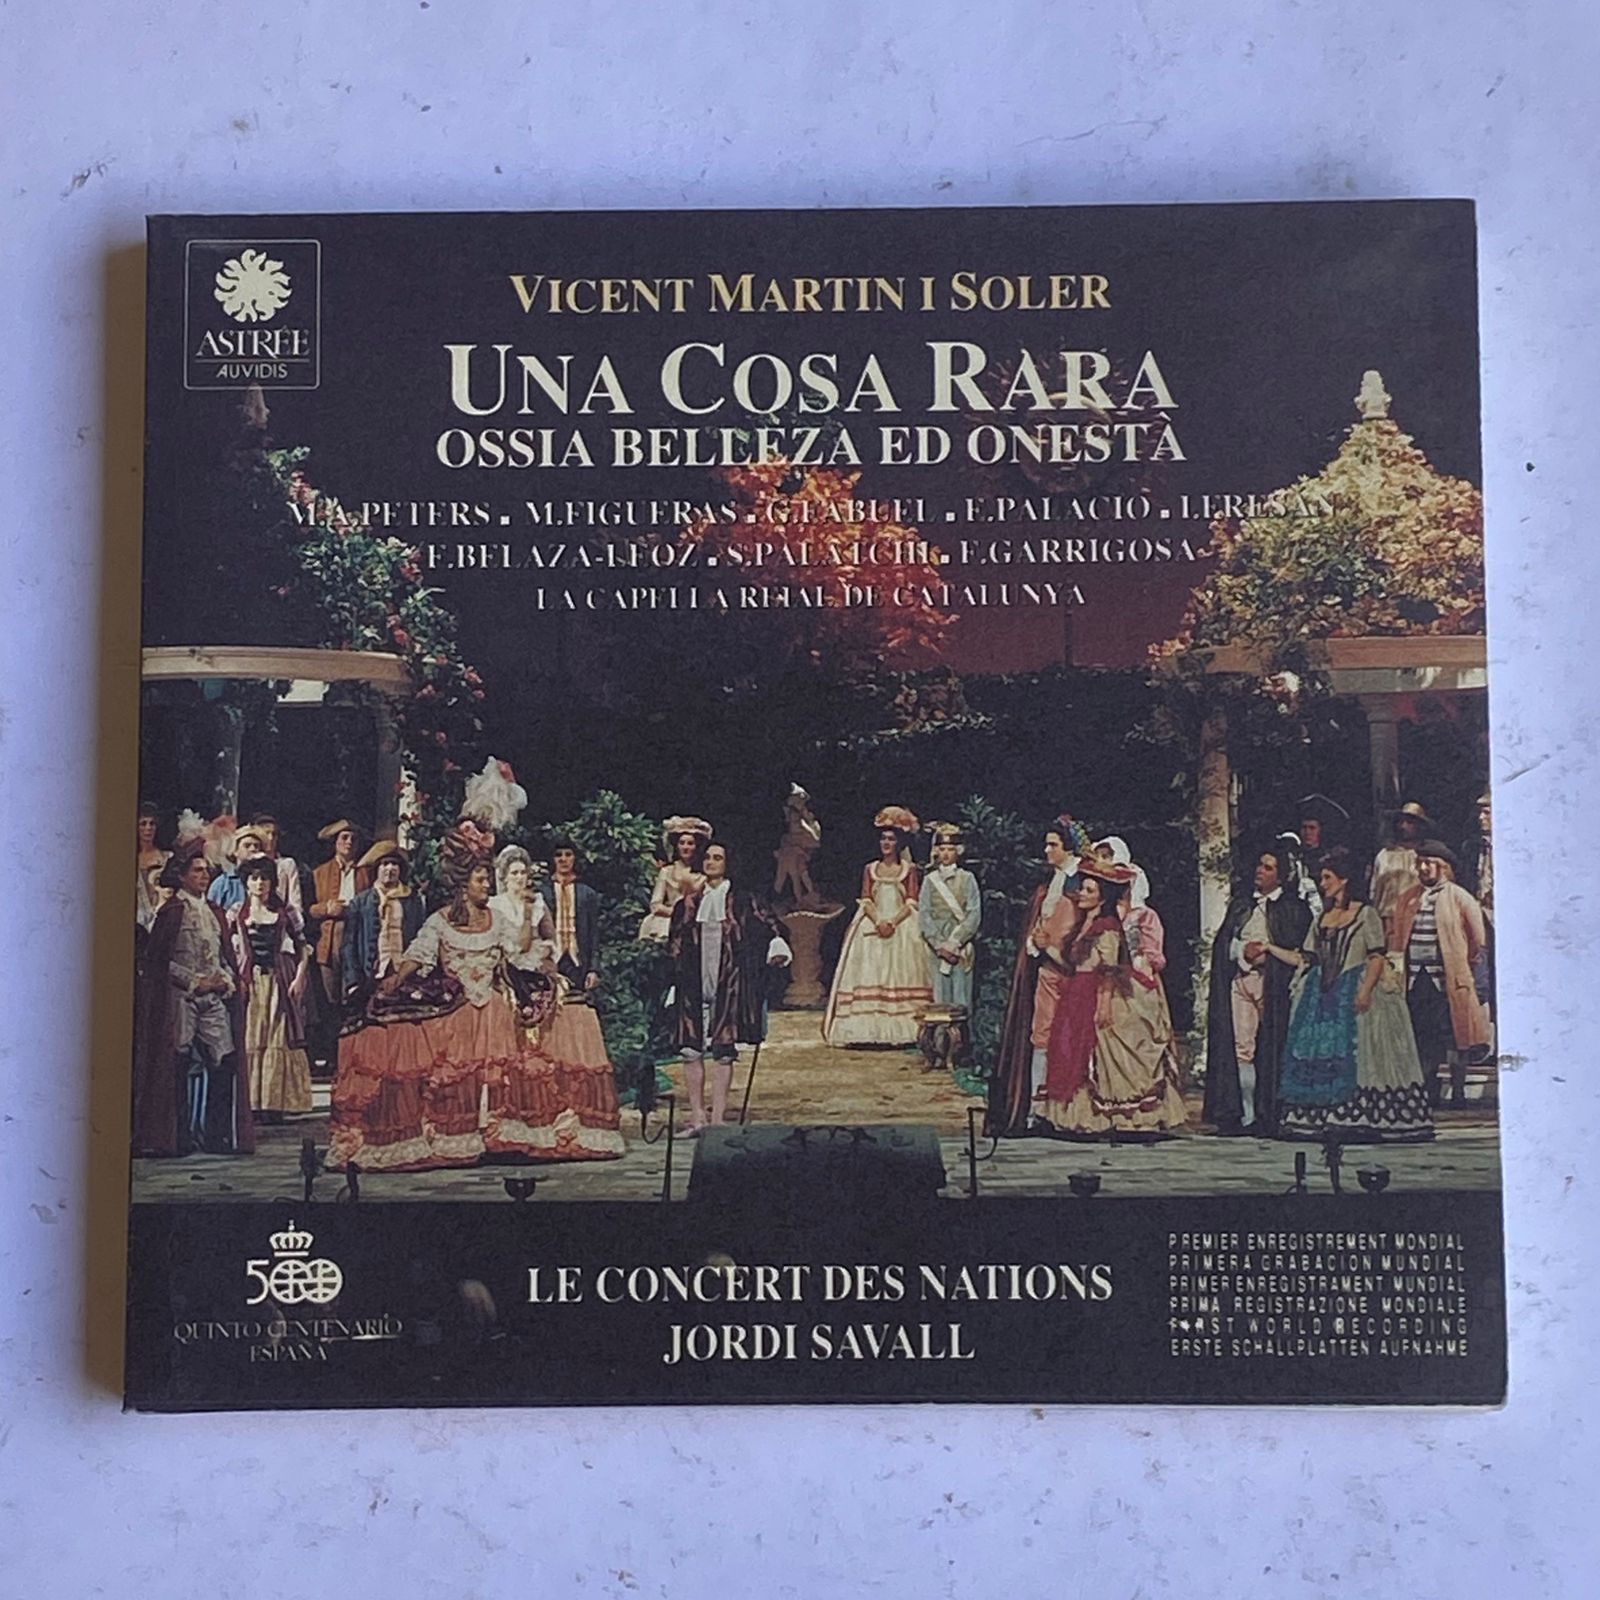 ASTRÉE
AUVIDIS
VICENT MARTIN I SOLER
UNA COSA RARA
OSSIA BELLEZA ED ONESTÀ
M.A.PETERS ▪ M.FIGUERAS ▪ G.FABUEL ▪ E.PALACIO ▪ I.FRESAN
F.BELAZA-LEOZ ▪ S.PALATCHI ▪ F.GARRIGOSA
LA CAPELLA REIAL DE CATALUNYA
500
QUINTO CENTENARIO
ESPAÑA
LE CONCERT DES NATIONS
JORDI SAVALL
PREMIER ENREGISTREMENT MONDIAL
PRIMERA GRABACION MUNDIAL
PRIMER ENREGISTRAMENT MUNDIAL
PRIMA REGISTRAZIONE MONDIALE
FIRST WORLD RECORDING
ERSTE SCHALLPLATTEN AUFNAHME